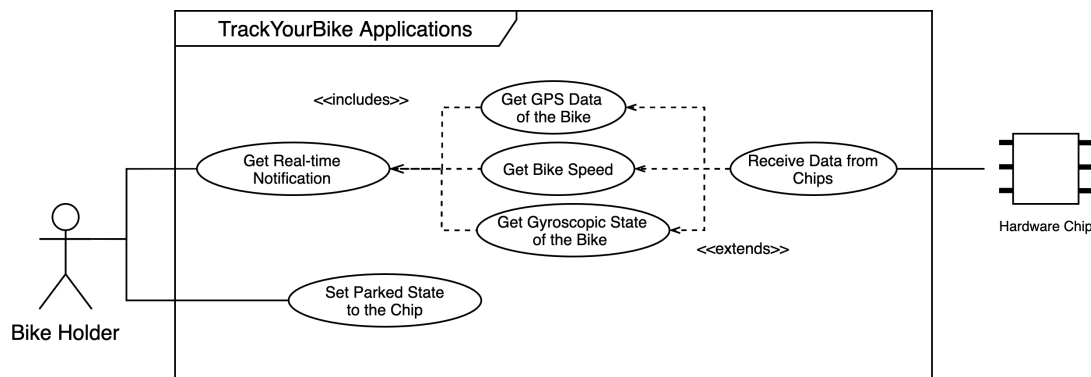 TrackYourBike Applications
<<includes>>
Get GPS Data
of the Bike
Get Real-time
Notification
Get Bike Speed
Receive Data from
Chips
Get Gyroscopic State
of the Bike
<<extends>>
Hardware Chip
Set Parked State
to the Chip
Bike Holder